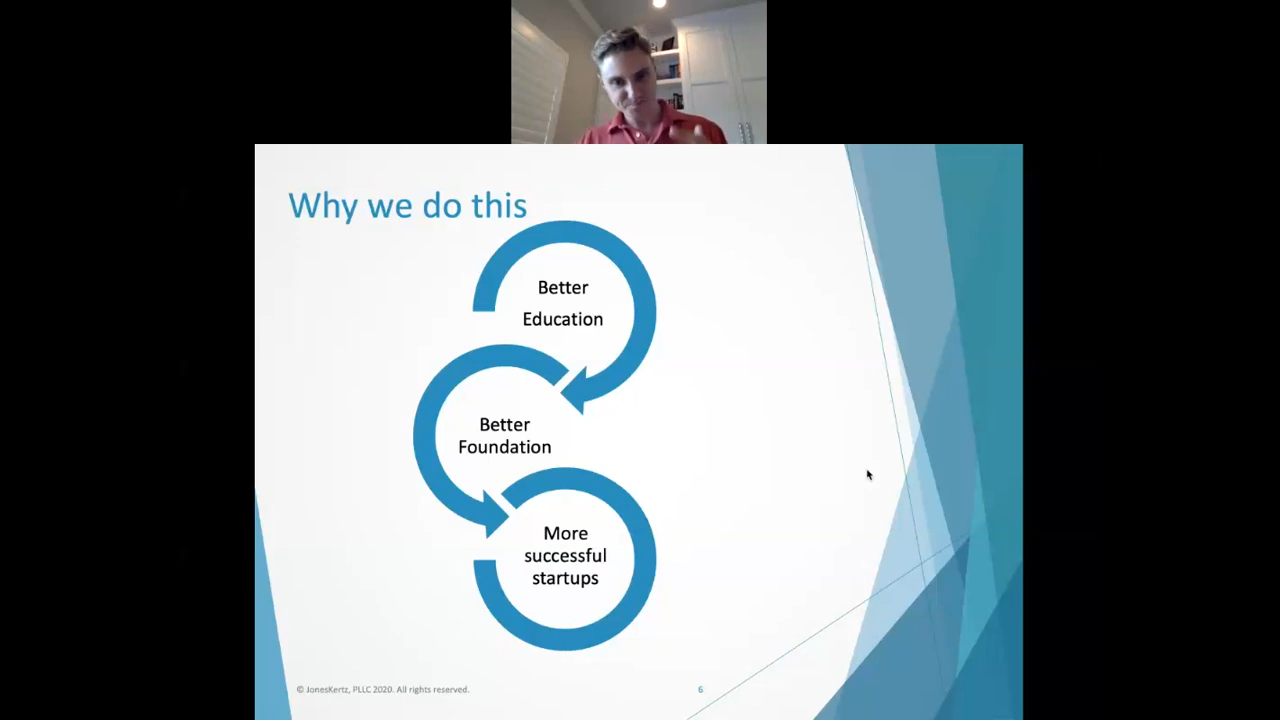 Why we do this
Better
Education
Better
Foundation
More
successful
startups
© JonesKertz, PLLC 2020. All rights reserved.
6